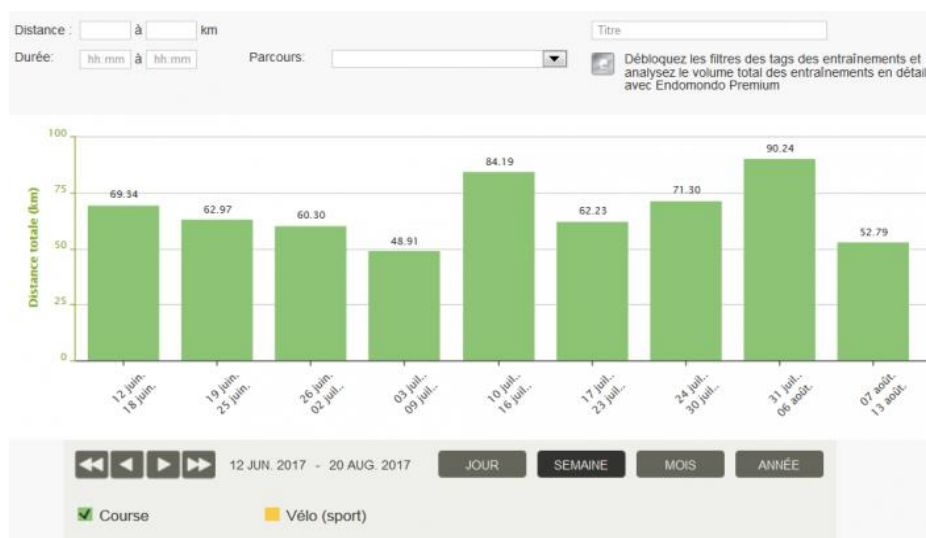 Distance : à km Titre
Durée: hh:mm à hh:mm Parcours:
Débloquez les filtres des tags des entraînements et
analysez le volume total des entraînements en détail
avec Endomondo Premium
Distance totale (km)
100
75
50
25
0
69.34
62.97
60.30
48.91
84.19
62.23
71.30
90.24
52.79
12 juin.
18 juin.
19 juin.
25 juin.
26 juin.
02 juil..
03 juil..
09 juil..
10 juil..
16 juil..
17 juil..
23 juil..
24 juil..
30 juil..
31 juil..
06 août.
07 août.
13 août.
12 JUN. 2017 - 20 AUG. 2017 JOUR SEMAINE MOIS ANNÉE
Course Vélo (sport)